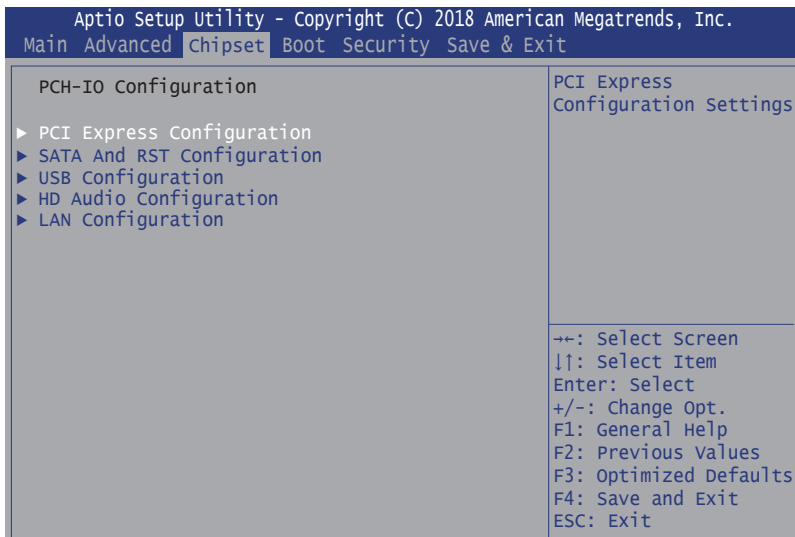 Aptio Setup Utility - Copyright (C) 2018 American Megatrends, Inc.
Main Advanced Chipset Boot Security Save & Exit
PCH-IO Configuration
► PCI Express Configuration
► SATA And RST Configuration
► USB Configuration
► HD Audio Configuration
► LAN Configuration
PCI Express
Configuration Settings
→←: Select Screen
↓↑: Select Item
Enter: Select
+/-: Change Opt.
F1: General Help
F2: Previous Values
F3: Optimized Defaults
F4: Save and Exit
ESC: Exit